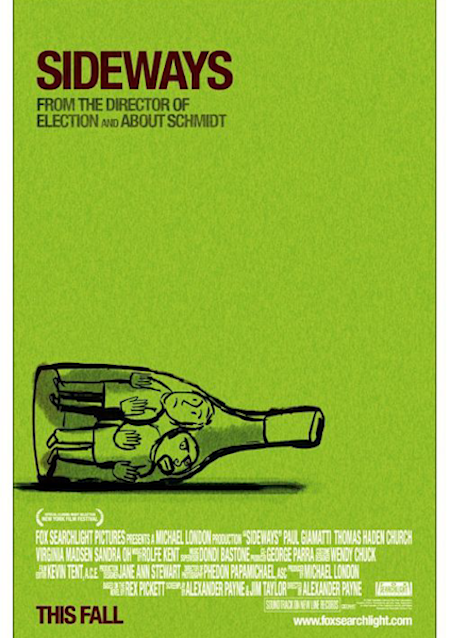 SIDEWAYS
FROM THE DIRECTOR OF
ELECTION AND ABOUT SCHMIDT
NEW YORK FILM FESTIVAL
FOX SEARCHLIGHT PICTURES PRESENTS A MICHAEL LONDON PRODUCTION "SIDEWAYS" PAUL GIAMATTI THOMAS HADEN CHURCH
VIRGINIA MADSEN SANDRA OH ROLFE KENT DONDI BASTONE GEORGE PARRA WENDY CHUCK
KEVIN TENT, A.C.E. JANE ANN STEWART PHEDON PAPAMICHAEL, ASC MICHAEL LONDON
REX PICKETT ALEXANDER PAYNE & JIM TAYLOR ALEXANDER PAYNE
SOUNDTRACK ON NEW LINE RECORDS
THIS FALL
www.foxsearchlight.com